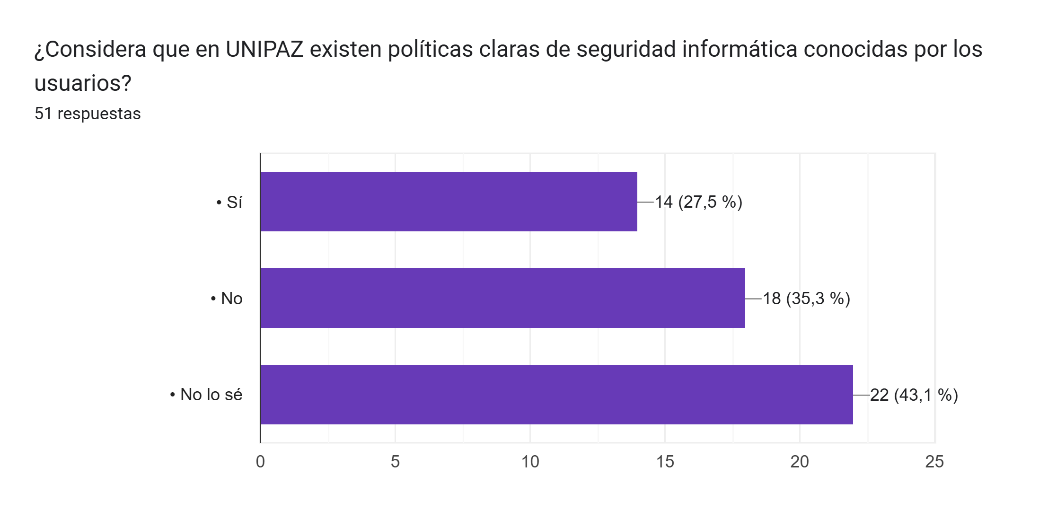 ¿Considera que en UNIPAZ existen políticas claras de seguridad informática conocidas por los
usuarios?
51 respuestas
• Sí
14 (27,5 %)
• No
18 (35,3 %)
• No lo sé
22 (43,1 %)
0 5 10 15 20 25